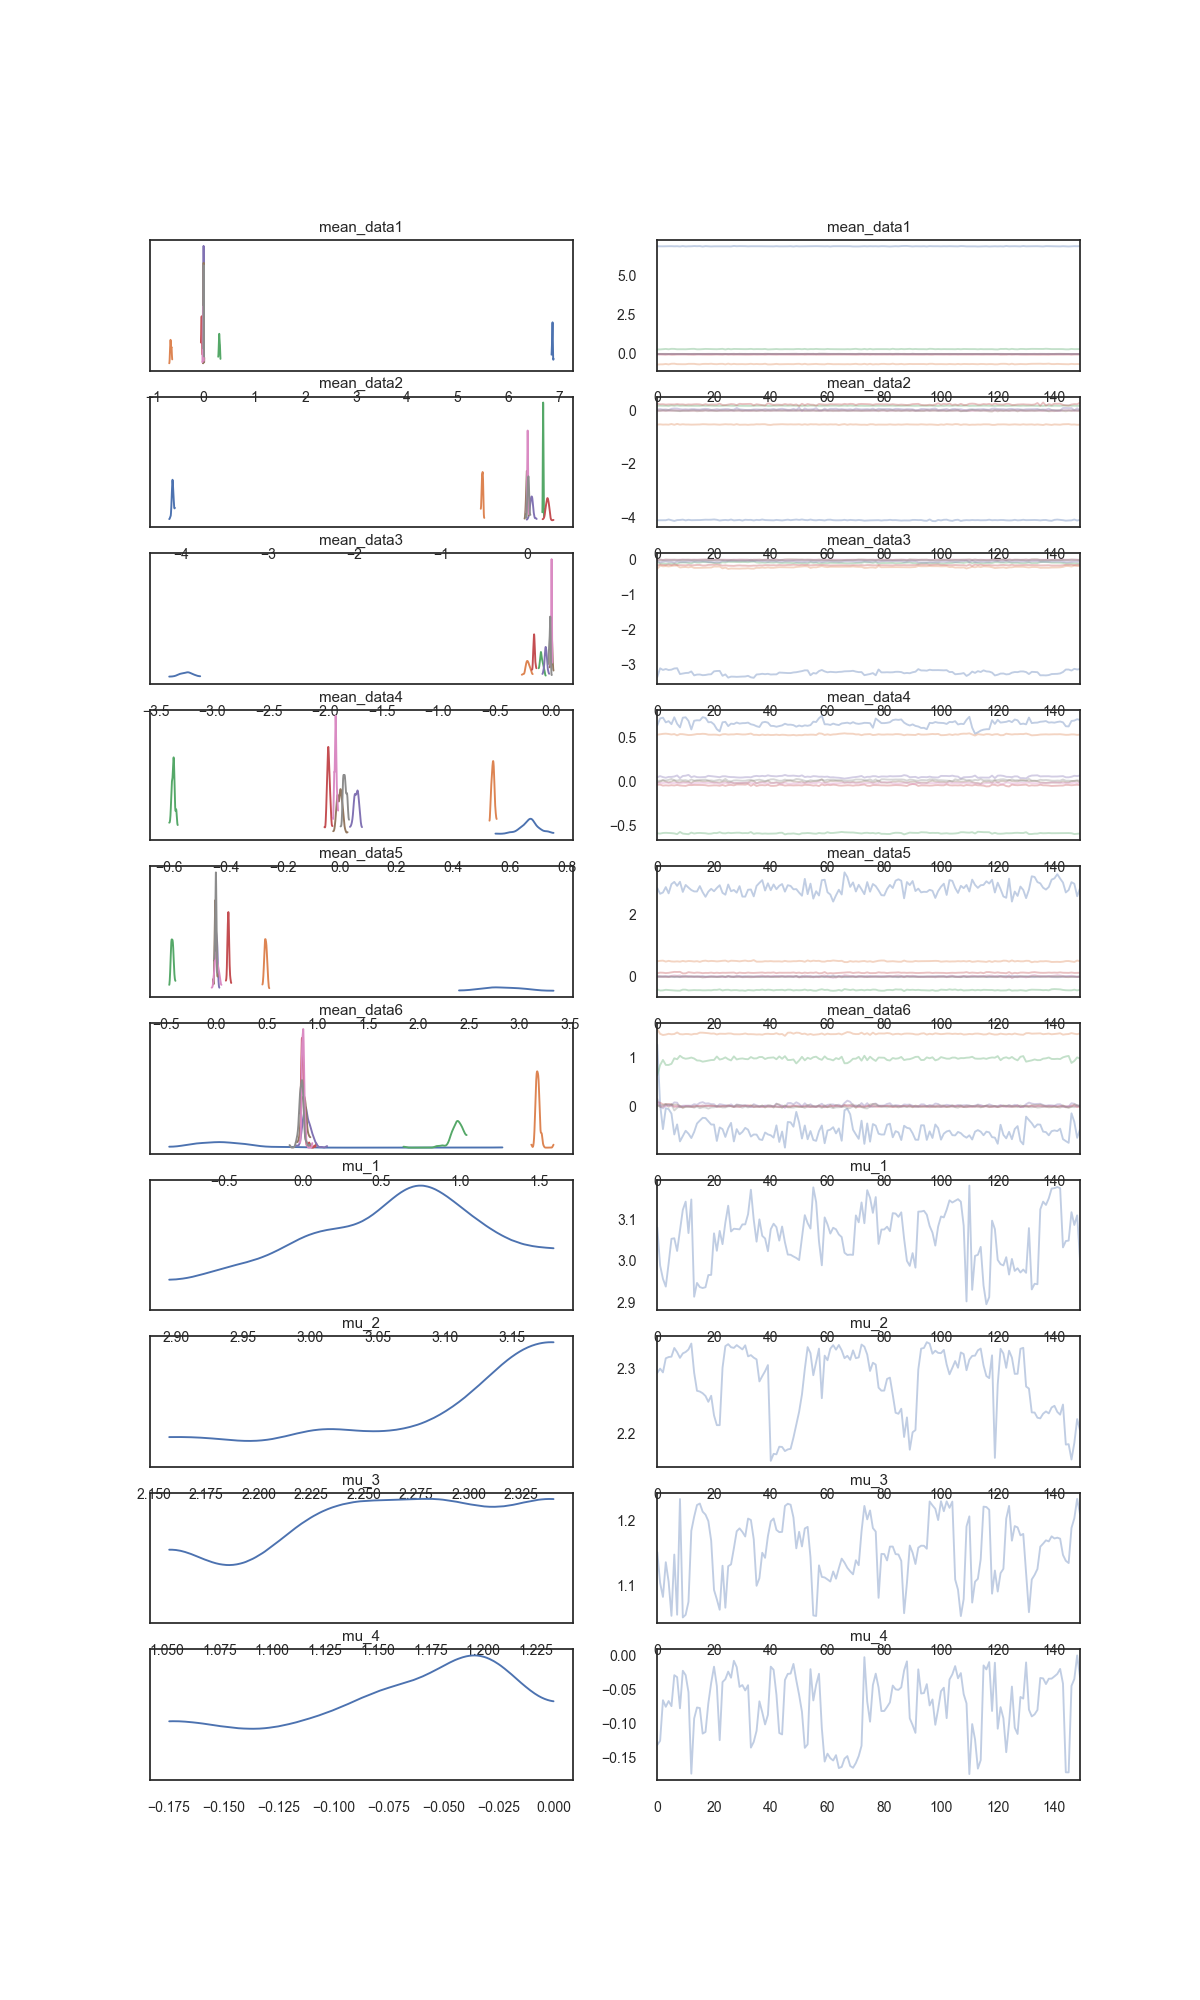 mean_data1 mean_data1
5.0
2.5
0.0
mean_data2 mean_data2
−1 0 1 2 3 4 5 6 7 0 20 40 60 80 100 120 140
0
−2
−4
mean_data3 mean_data3
−4 −3 −2 −1 0 0 20 40 60 80 100 120 140
0
−1
−2
−3
mean_data4 mean_data4
−3.5 −3.0 −2.5 −2.0 −1.5 −1.0 −0.5 0.0 0 20 40 60 80 100 120 140
0.5
0.0
−0.5
mean_data5 mean_data5
−0.6 −0.4 −0.2 0.0 0.2 0.4 0.6 0.8 0 20 40 60 80 100 120 140
2
0
mean_data6 mean_data6
−0.5 0.0 0.5 1.0 1.5 2.0 2.5 3.0 3.5 0 20 40 60 80 100 120 140
1
0
mu_1 mu_1
−0.5 0.0 0.5 1.0 1.5 0 20 40 60 80 100 120 140
3.1
3.0
2.9
mu_2 mu_2
2.90 2.95 3.00 3.05 3.10 3.15 0 20 40 60 80 100 120 140
2.3
2.2
mu_3 mu_3
2.150 2.175 2.200 2.225 2.250 2.275 2.300 2.325 0 20 40 60 80 100 120 140
1.2
1.1
mu_4 mu_4
1.050 1.075 1.100 1.125 1.150 1.175 1.200 1.225 0 20 40 60 80 100 120 140
0.00
−0.05
−0.10
−0.15
−0.175 −0.150 −0.125 −0.100 −0.075 −0.050 −0.025 0.000 0 20 40 60 80 100 120 140